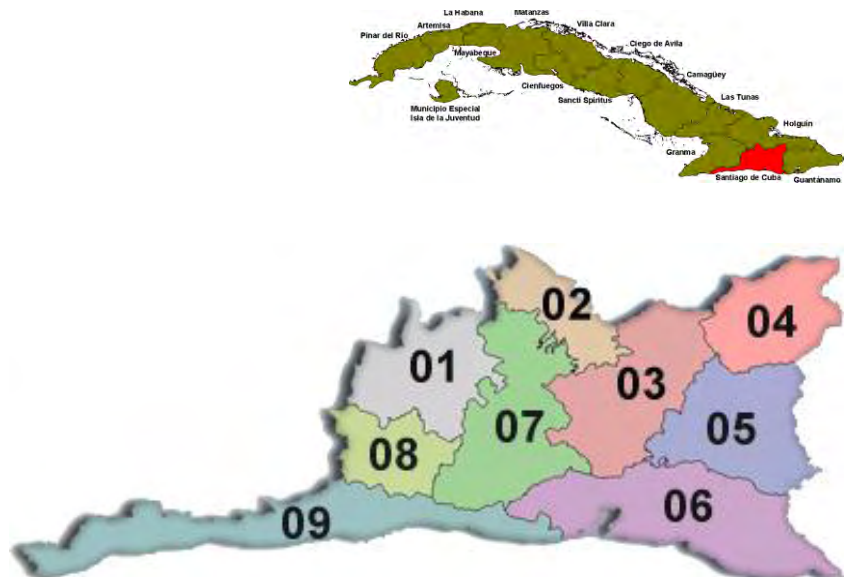 La Habana
Matanzas
Artemisa
Villa Clara
Pinar del Río
Ciego de Avila
Mayabeque
Camagüey
Cienfuegos
Las Tunas
Sancti Spiritus
Municipio Especial
Isla de la Juventud
Holguín
Granma
Santiago de Cuba
Guantánamo
02
04
01
03
07
05
08
06
09